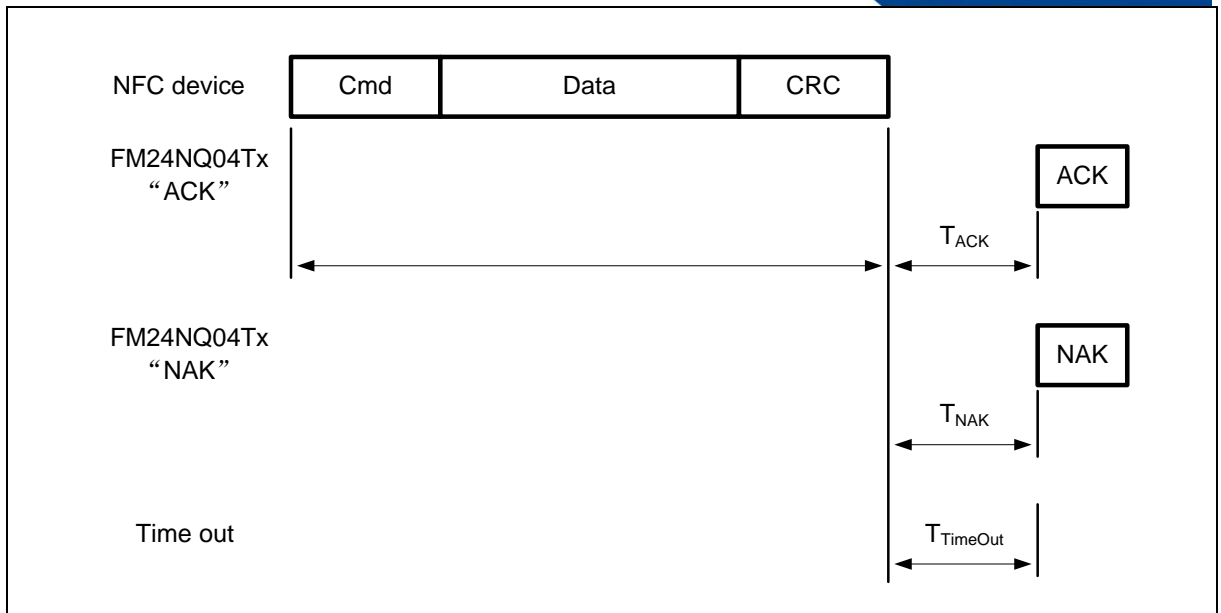 NFC device
Cmd
Data
CRC
FM24NQ04Tx
“ACK”
ACK
TACK
FM24NQ04Tx
“NAK”
NAK
TNAK
Time out
TTimeOut